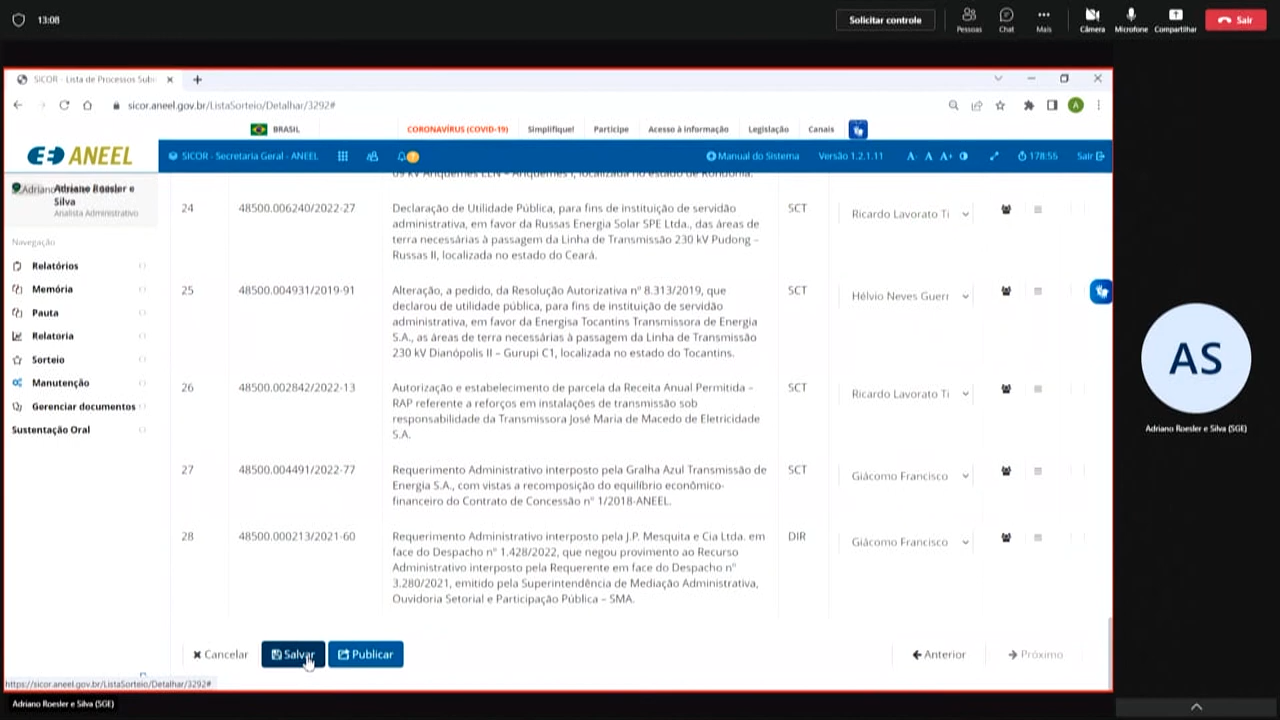 13:08
Solicitar controle
Pessoas
Chat
Mais
Câmera
Microfone
Compartilhar
Sair
SICOR - Lista de Processos Sub
sicor.aneel.gov.br/ListaSorteio/Detalhar/3292#
A
BRASIL
CORONAVÍRUS (COVID-19)
Simplifique!
Participe
Acesso à informação
Legislação
Canais
ANEEL
SICOR - Secretaria Geral - ANEEL
Manual do Sistema
Versão 1.2.1.11
A- A A+
178:55
Sair
Adriano Roesler e
Silva
Analista Administrativo
Navegação
Relatórios
Memória
Pauta
Relatoria
Sorteio
Manutenção
Gerenciar documentos
Sustentação Oral
69 kV Ariquemes ELN – Ariquemes I, localizada no estado de Rondônia.
24 48500.006240/2022-27 Declaração de Utilidade Pública, para fins de instituição de servidão SCT Ricardo Lavorato Ti
administrativa, em favor da Russas Energia Solar SPE Ltda., das áreas de
terra necessárias à passagem da Linha de Transmissão 230 kV Pudong –
Russas II, localizada no estado do Ceará.
25 48500.004931/2019-91 Alteração, a pedido, da Resolução Autorizativa nº 8.313/2019, que SCT Hélvio Neves Guerr
declarou de utilidade pública, para fins de instituição de servidão
administrativa, em favor da Energisa Tocantins Transmissora de Energia
S.A., as áreas de terra necessárias à passagem da Linha de Transmissão
230 kV Dianópolis II – Gurupi C1, localizada no estado do Tocantins.
26 48500.002842/2022-13 Autorização e estabelecimento de parcela da Receita Anual Permitida – SCT Ricardo Lavorato Ti
RAP referente a reforços em instalações de transmissão sob
responsabilidade da Transmissora José Maria de Macedo de Eletricidade
S.A.
27 48500.004491/2022-77 Requerimento Administrativo interposto pela Gralha Azul Transmissão de SCT Giácomo Francisco
Energia S.A., com vistas a recomposição do equilíbrio econômico-
financeiro do Contrato de Concessão nº 1/2018-ANEEL.
28 48500.000213/2021-60 Requerimento Administrativo interposto pela J.P. Mesquita e Cia Ltda. em DIR Giácomo Francisco
face do Despacho nº 1.428/2022, que negou provimento ao Recurso
Administrativo interposto pela Requerente em face do Despacho nº
3.280/2021, emitido pela Superintendência de Mediação Administrativa,
Ouvidoria Setorial e Participação Pública – SMA.
Cancelar
Salvar
Publicar
Anterior
Próximo
https://sicor.aneel.gov.br/ListaSorteio/Detalhar/3292#
Adriano Roesler e Silva (SGE)
AS
Adriano Roesler e Silva (SGE)